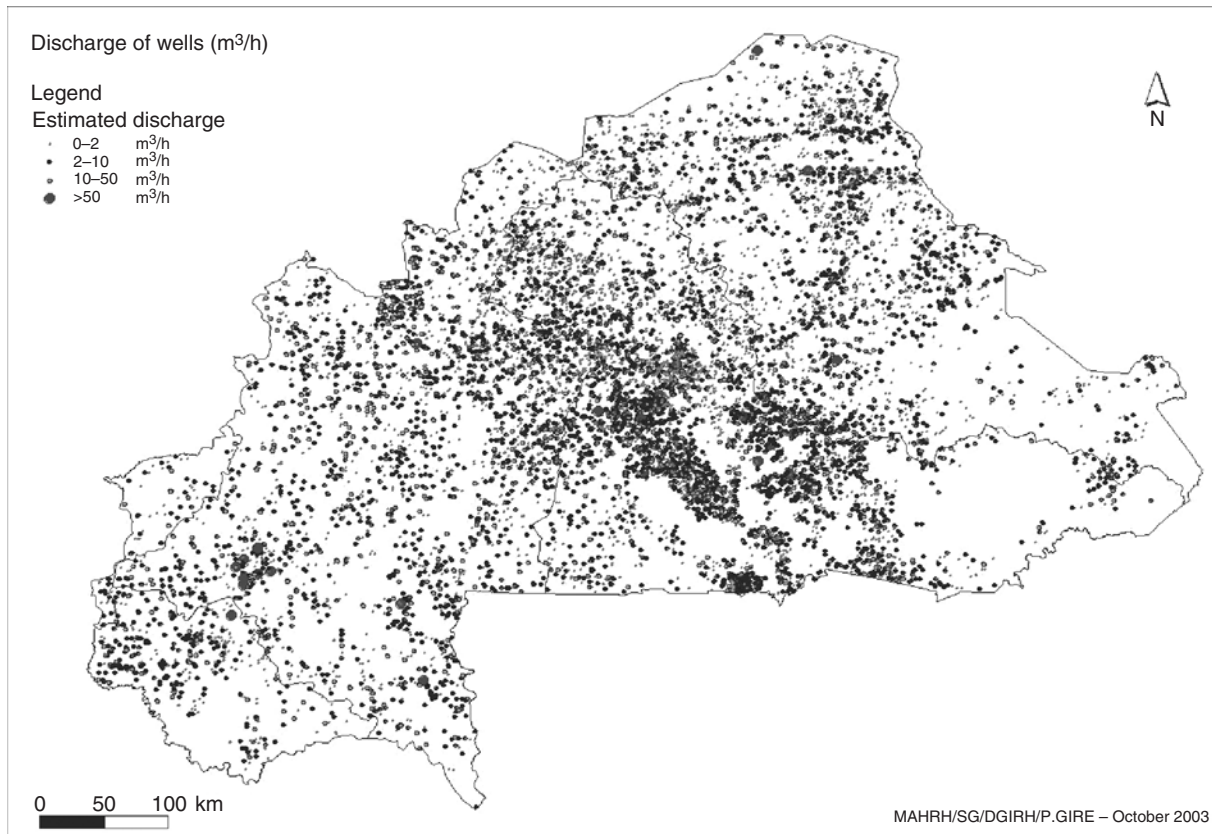 Discharge of wells (m³/h)
Legend
Estimated discharge
0–2 m³/h
2–10 m³/h
10–50 m³/h
>50 m³/h
N
0 50 100 km
MAHRH/SG/DGIRH/P.GIRE – October 2003